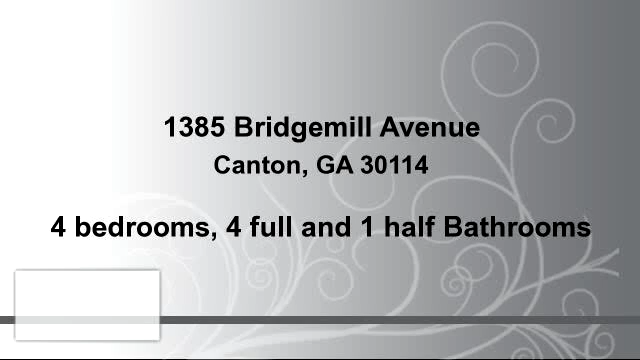 1385 Bridgemill Avenue
Canton, GA 30114
4 bedrooms, 4 full and 1 half Bathrooms